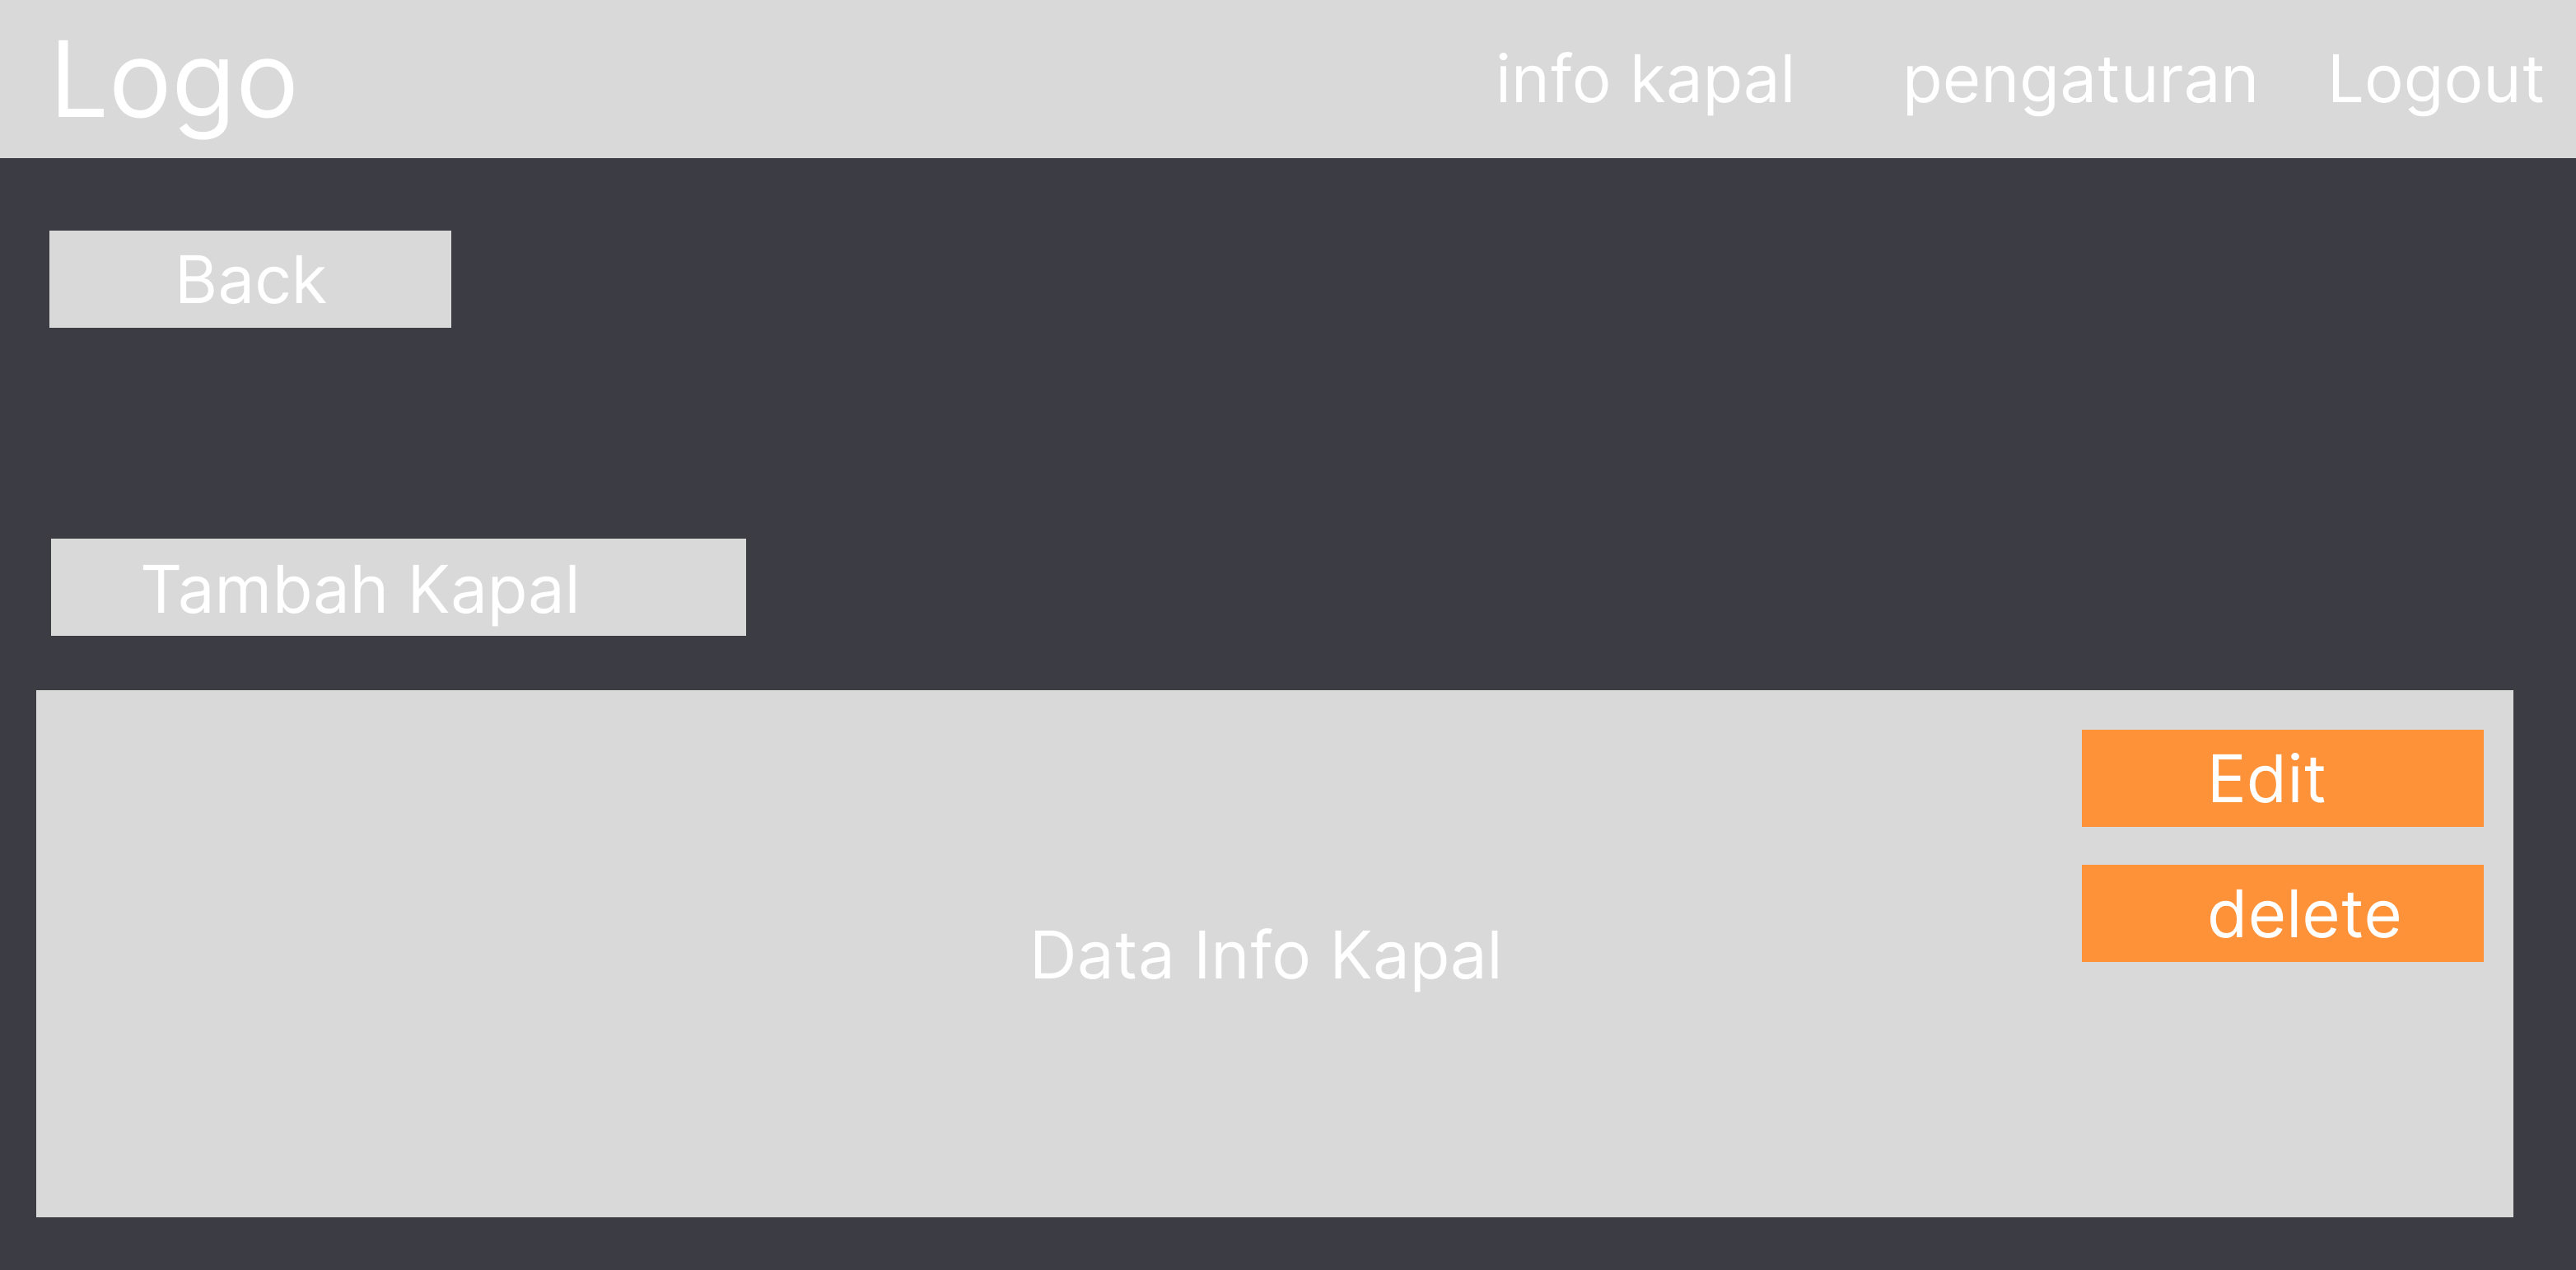 Logo
info kapal
pengaturan
Logout
Back
Tambah Kapal
Edit
delete
Data Info Kapal